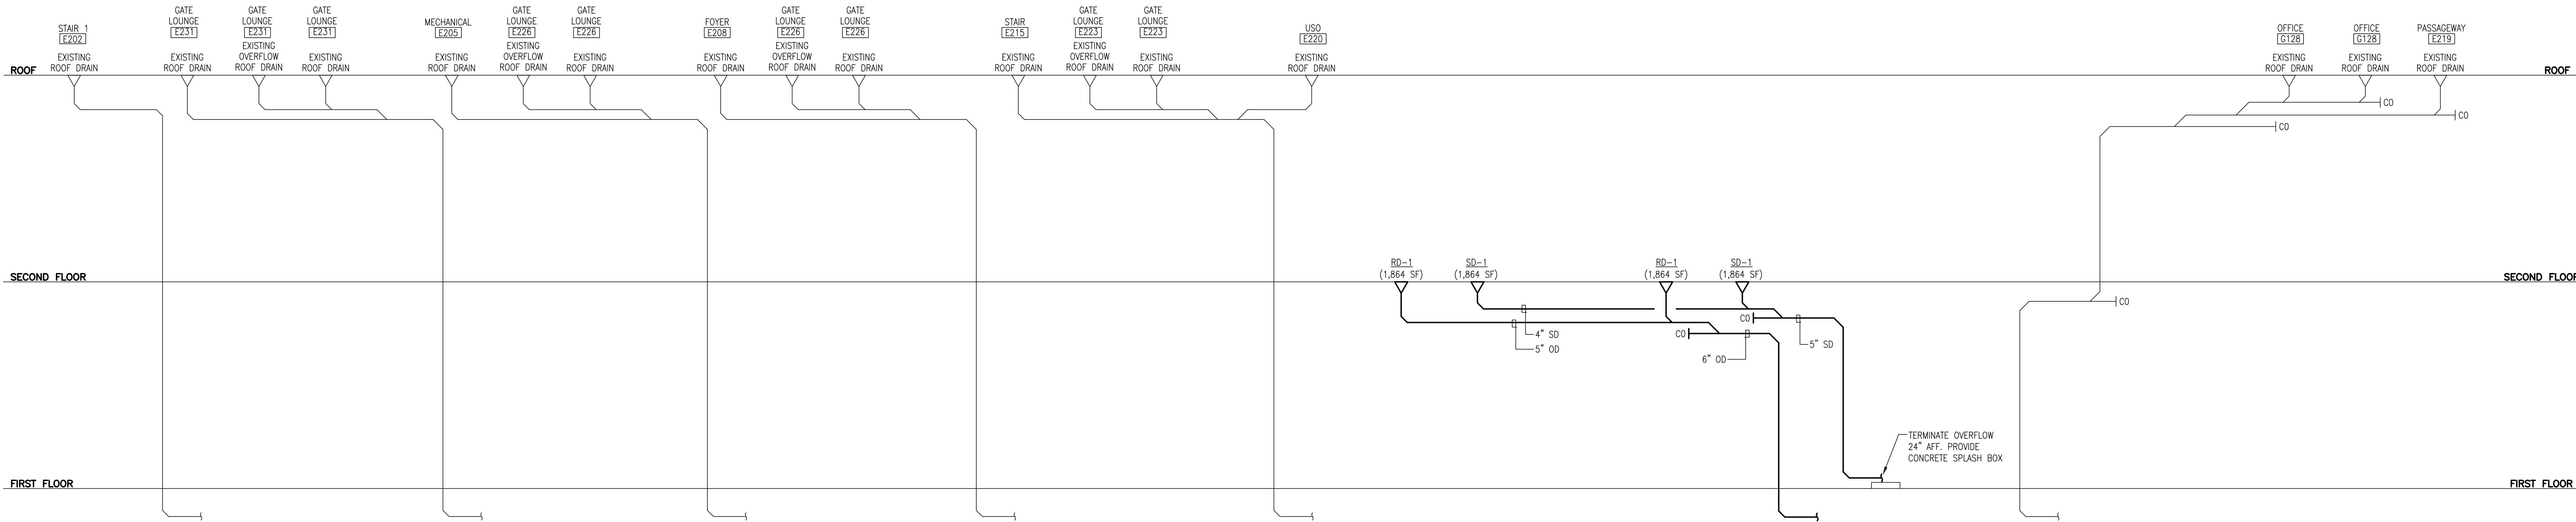 STAIR 1
E202
EXISTING
ROOF DRAIN
GATE
LOUNGE
E231
EXISTING
ROOF DRAIN
GATE
LOUNGE
E231
EXISTING
OVERFLOW
ROOF DRAIN
GATE
LOUNGE
E231
EXISTING
ROOF DRAIN
MECHANICAL
E205
EXISTING
ROOF DRAIN
GATE
LOUNGE
E226
EXISTING
OVERFLOW
ROOF DRAIN
GATE
LOUNGE
E226
EXISTING
ROOF DRAIN
FOYER
E208
EXISTING
ROOF DRAIN
GATE
LOUNGE
E226
EXISTING
OVERFLOW
ROOF DRAIN
GATE
LOUNGE
E226
EXISTING
ROOF DRAIN
STAIR
E215
EXISTING
ROOF DRAIN
GATE
LOUNGE
E223
EXISTING
OVERFLOW
ROOF DRAIN
GATE
LOUNGE
E223
EXISTING
ROOF DRAIN
USO
E220
EXISTING
ROOF DRAIN
OFFICE
G128
EXISTING
ROOF DRAIN
OFFICE
G128
EXISTING
ROOF DRAIN
PASSAGEWAY
E219
EXISTING
ROOF DRAIN
ROOF
ROOF
CO
CO
CO
SECOND FLOOR
RD-1
(1,864 SF)
SD-1
(1,864 SF)
RD-1
(1,864 SF)
SD-1
(1,864 SF)
SECOND FLOOR
CO
CO
CO
4" SD
5" OD
6" OD
5" SD
TERMINATE OVERFLOW
24" AFF. PROVIDE
CONCRETE SPLASH BOX
FIRST FLOOR
FIRST FLOOR